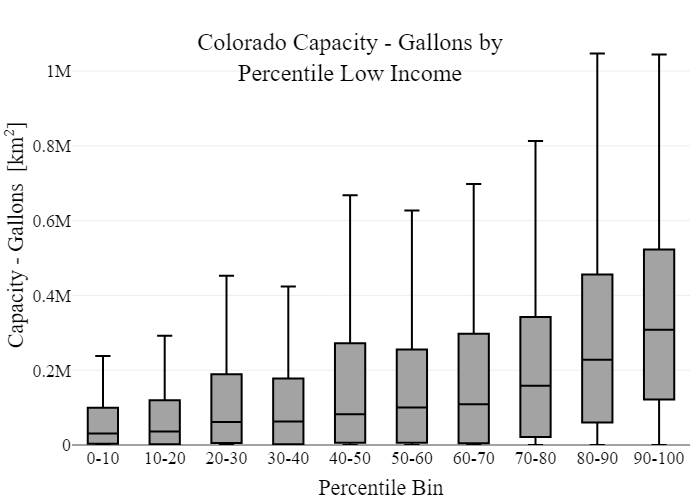 Colorado Capacity - Gallons by
Percentile Low Income
Capacity - Gallons [km²]
1M
0.8M
0.6M
0.4M
0.2M
0
0-10 10-20 20-30 30-40 40-50 50-60 60-70 70-80 80-90 90-100
Percentile Bin